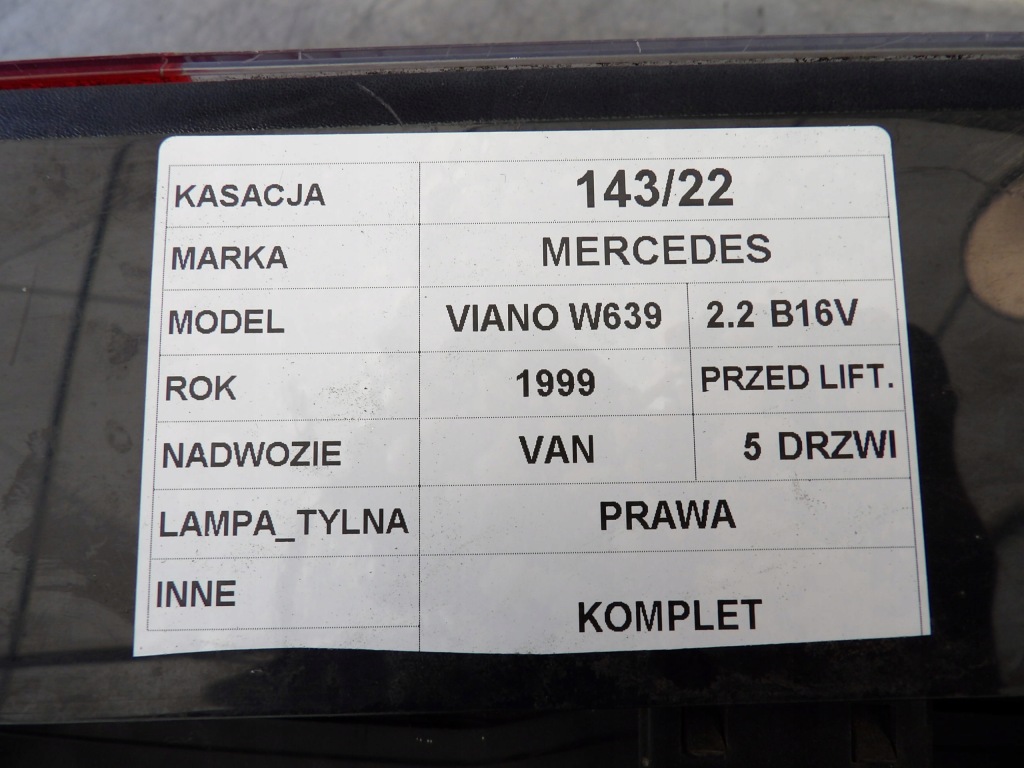 KASACJA 143/22
MARKA MERCEDES
MODEL VIANO W639 2.2 B16V
ROK 1999 PRZED LIFT.
NADWOZIE VAN 5 DRZWI
LAMPA_TYLNA PRAWA
INNE KOMPLET